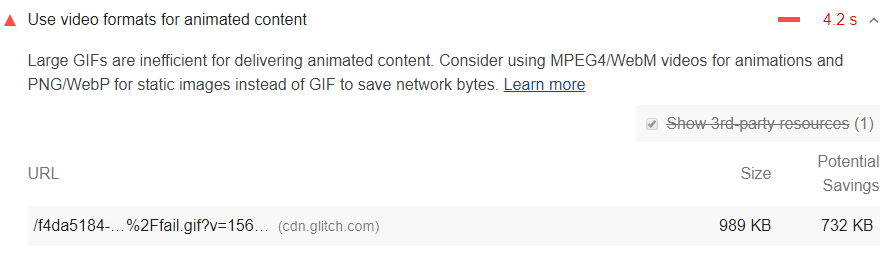 Use video formats for animated content 4.2 s
Large GIFs are inefficient for delivering animated content. Consider using MPEG4/WebM videos for animations and
PNG/WebP for static images instead of GIF to save network bytes. Learn more
Show 3rd-party resources (1)
URL Size Potential
Savings
/f4da5184-…%2Ffail.gif?v=156… (cdn.glitch.com) 989 KB 732 KB